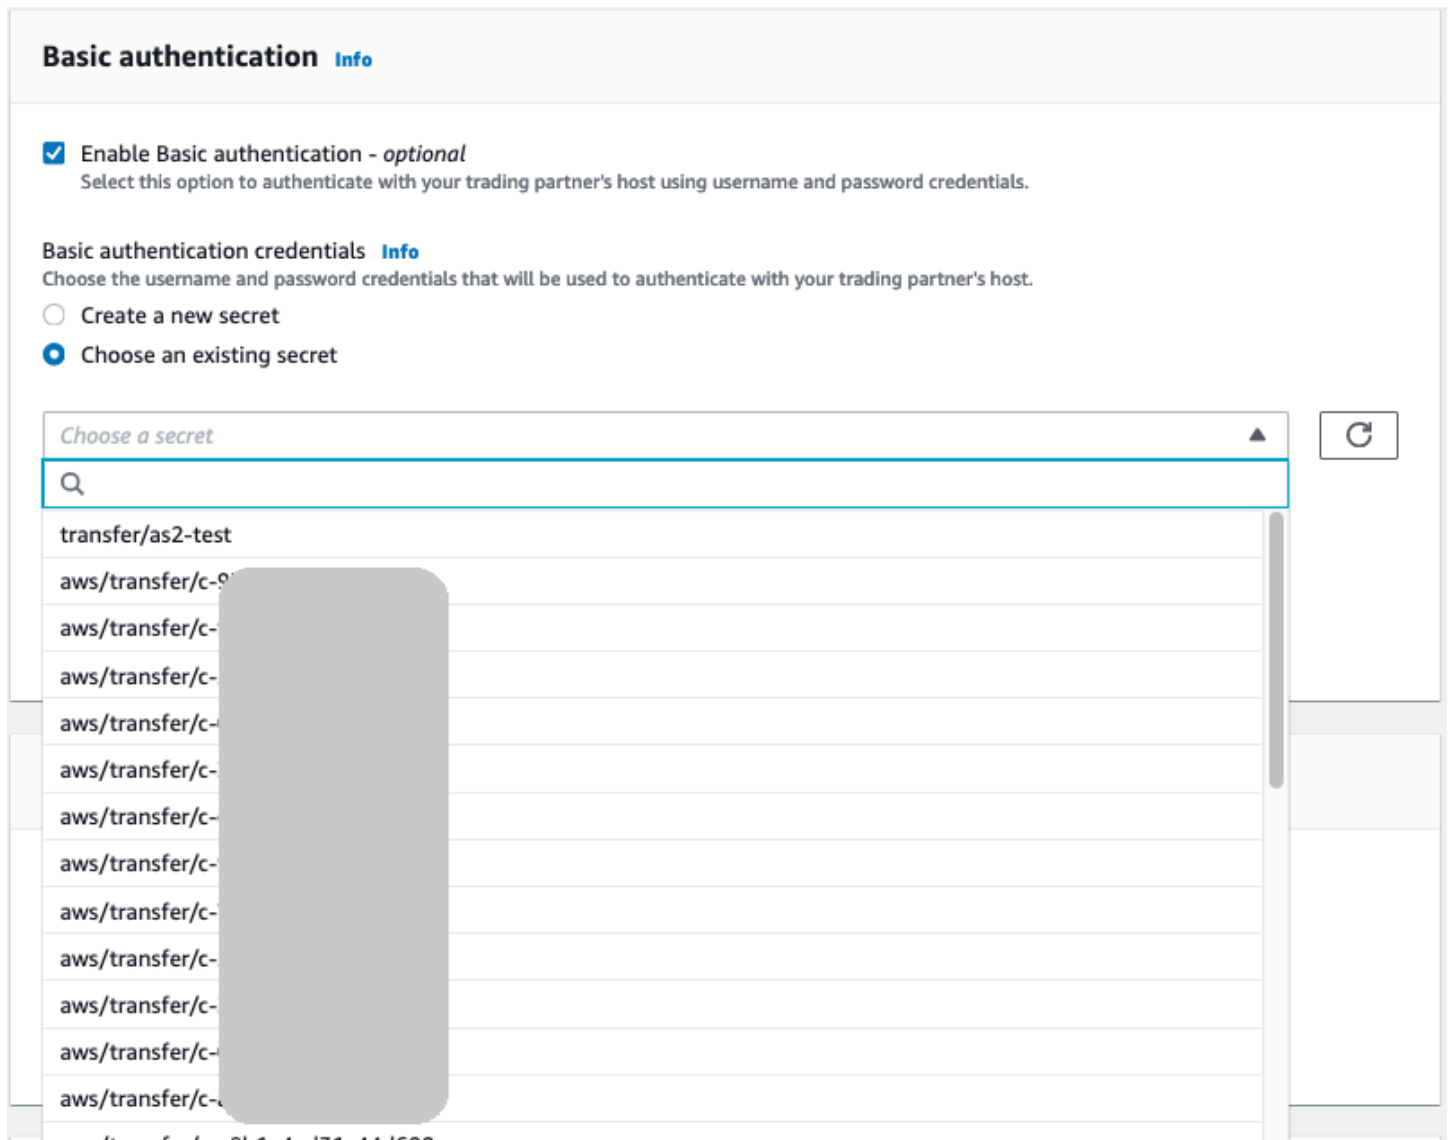 Basic authentication Info
Enable Basic authentication - optional
Select this option to authenticate with your trading partner's host using username and password credentials.
Basic authentication credentials Info
Choose the username and password credentials that will be used to authenticate with your trading partner's host.
Create a new secret
Choose an existing secret
Choose a secret
transfer/as2-test
aws/transfer/c-9
aws/transfer/c-
aws/transfer/c-
aws/transfer/c-
aws/transfer/c-
aws/transfer/c-
aws/transfer/c-
aws/transfer/c-
aws/transfer/c-
aws/transfer/c-
aws/transfer/c-
aws/transfer/c-